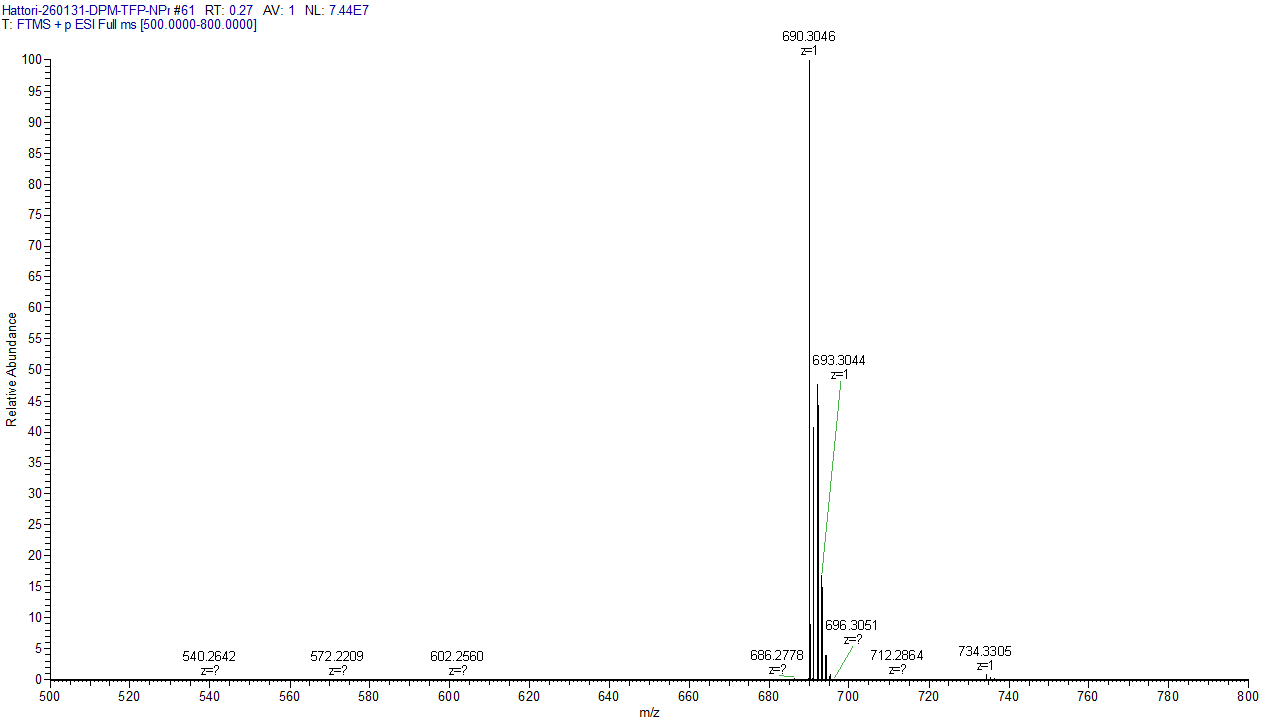 Hattori-260131-DPM-TFP-NPr #61 RT: 0.27 AV: 1 NL: 7.44E7
T: FTMS + p ESI Full ms [500.0000-800.0000]
690.3046
z=1
100
95
90
85
80
75
70
65
60
55
50
45
40
35
30
25
20
15
10
5
0
Relative Abundance
693.3044
z=1
696.3051
z=?
540.2642
z=?
572.2209
z=?
602.2560
z=?
686.2778
z=?
712.2864
z=?
734.3305
z=1
500 520 540 560 580 600 620 640 660 680 700 720 740 760 780 800
m/z